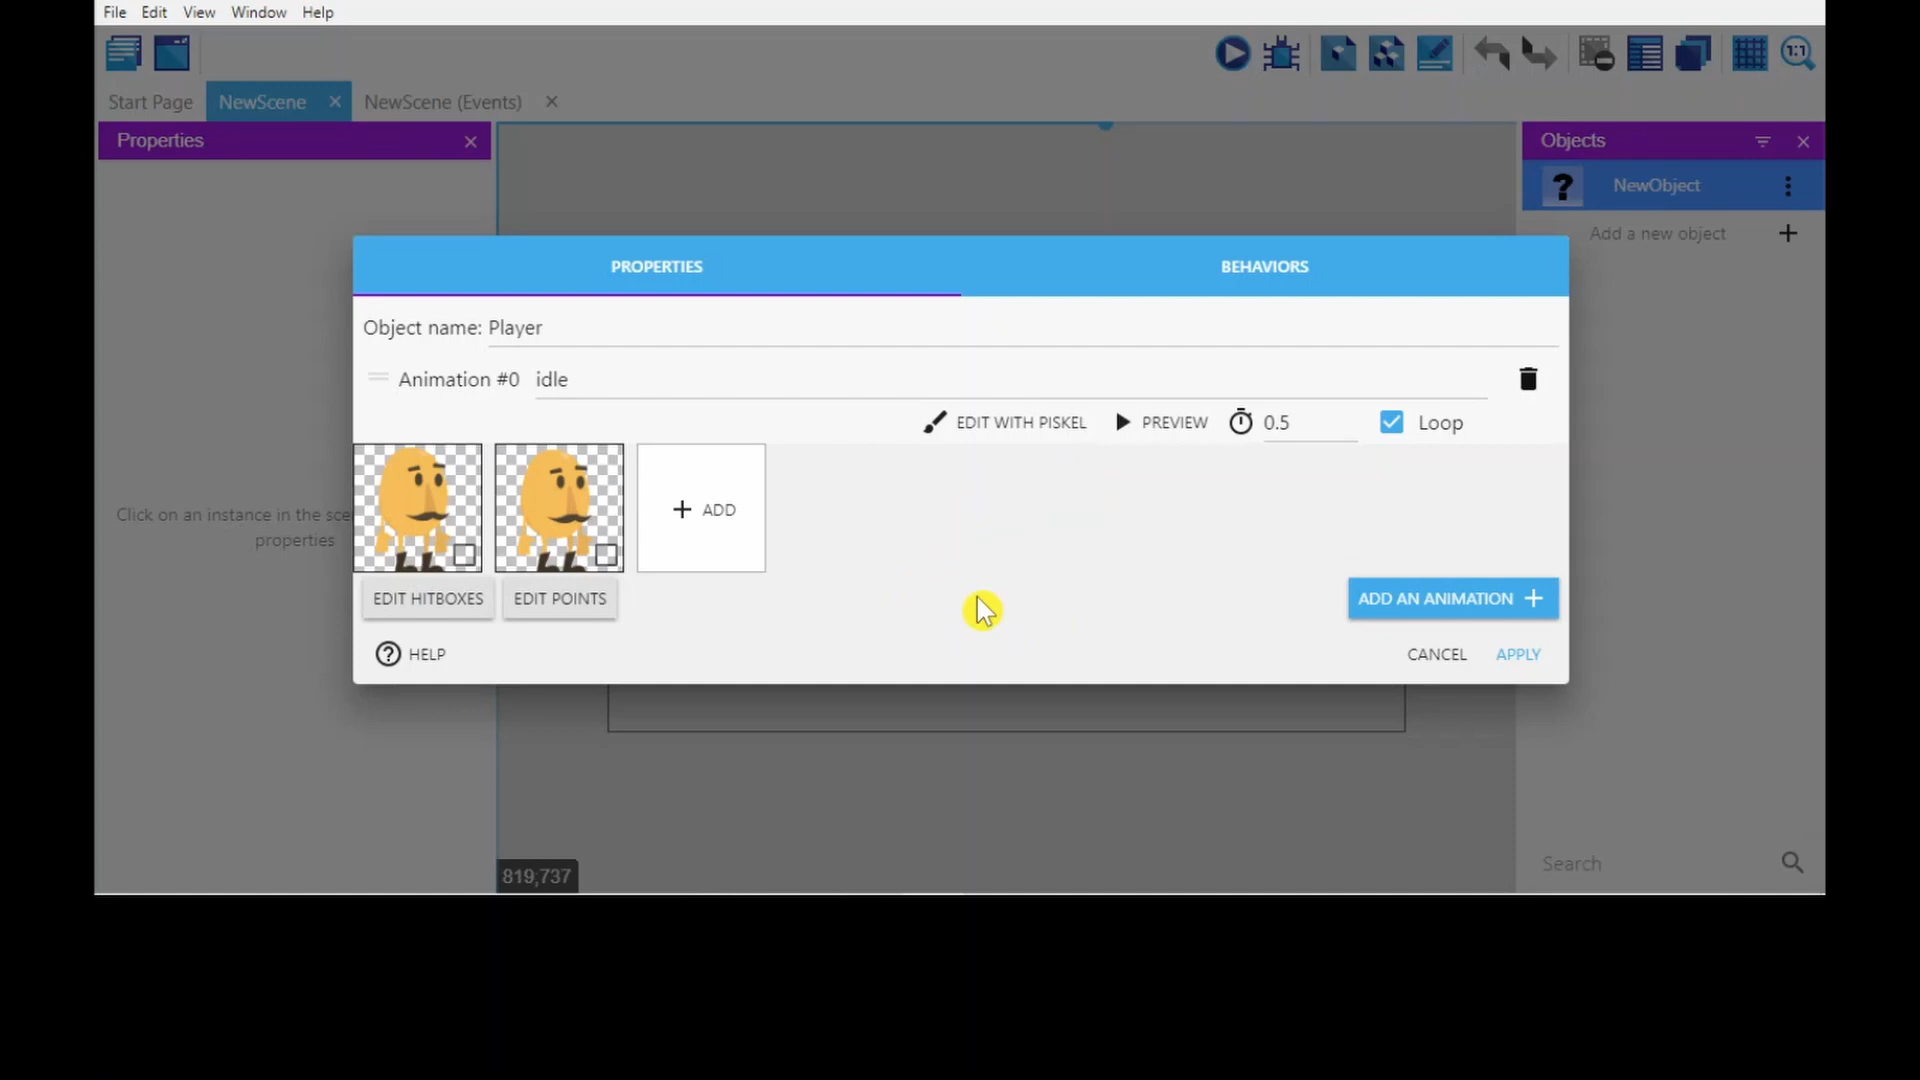 File Edit View Window Help
1:1
Start Page NewScene × NewScene (Events) ×
Properties ×
Objects ×
? NewObject
Add a new object +
PROPERTIES BEHAVIORS
Object name: Player
Animation #0 idle
EDIT WITH PISKEL PREVIEW 0.5 Loop
+ ADD
Click on an instance in the sce
properties
EDIT HITBOXES EDIT POINTS ADD AN ANIMATION +
? HELP CANCEL APPLY
Search
819;737